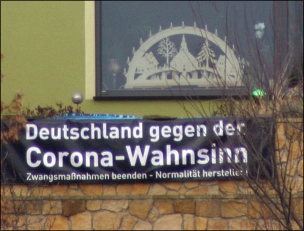 Deutschland gegen den
Corona-Wahnsinn
Zwangsmaßnahmen beenden - Normalität herstellen